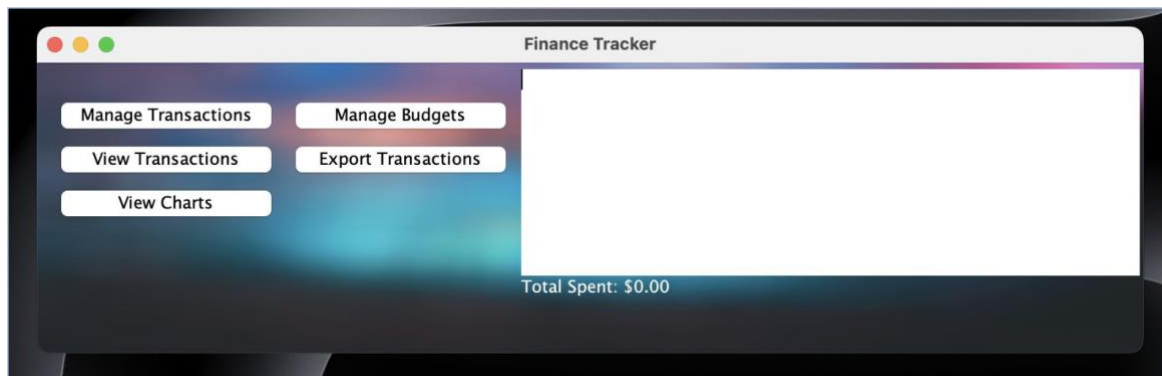 Finance Tracker
Manage Transactions
Manage Budgets
View Transactions
Export Transactions
View Charts
Total Spent: $0.00